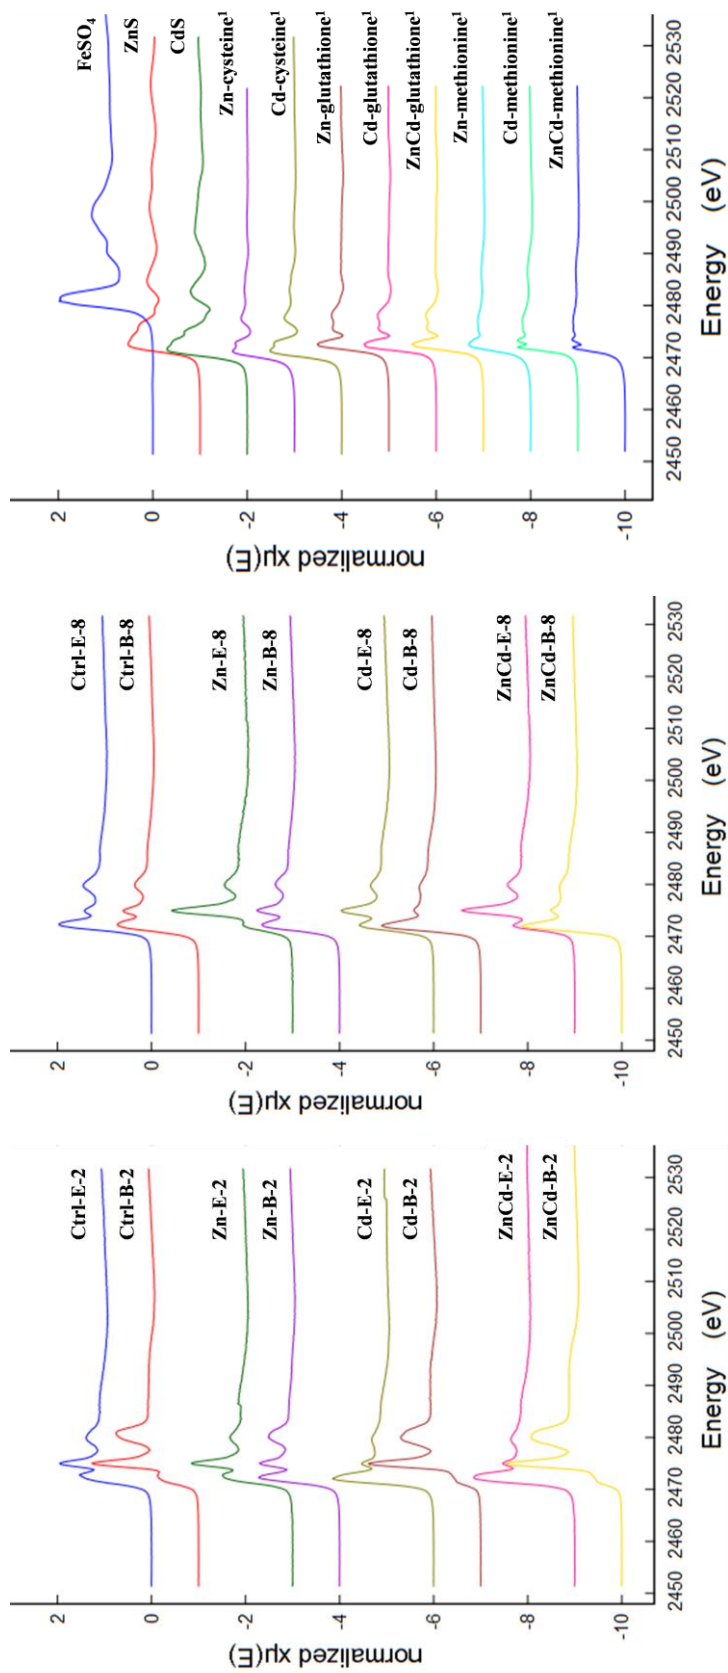 2
0
-2
-4
-6
-8
-10
normalized xμ(E)
2450 2460 2470 2480 2490 2500 2510 2520 2530
Energy (eV)
Ctrl-E-2
Ctrl-B-2
Zn-E-2
Zn-B-2
Cd-E-2
Cd-B-2
ZnCd-E-2
ZnCd-B-2
2
0
-2
-4
-6
-8
-10
normalized xμ(E)
2450 2460 2470 2480 2490 2500 2510 2520 2530
Energy (eV)
Ctrl-E-8
Ctrl-B-8
Zn-E-8
Zn-B-8
Cd-E-8
Cd-B-8
ZnCd-E-8
ZnCd-B-8
2
0
-2
-4
-6
-8
-10
normalized xμ(E)
2450 2460 2470 2480 2490 2500 2510 2520 2530
Energy (eV)
FeSO₄
ZnS
CdS
Zn-cysteine¹
Cd-cysteine¹
Zn-glutathione¹
Cd-glutathione¹
ZnCd-glutathione¹
Zn-methionine¹
Cd-methionine¹
ZnCd-methionine¹